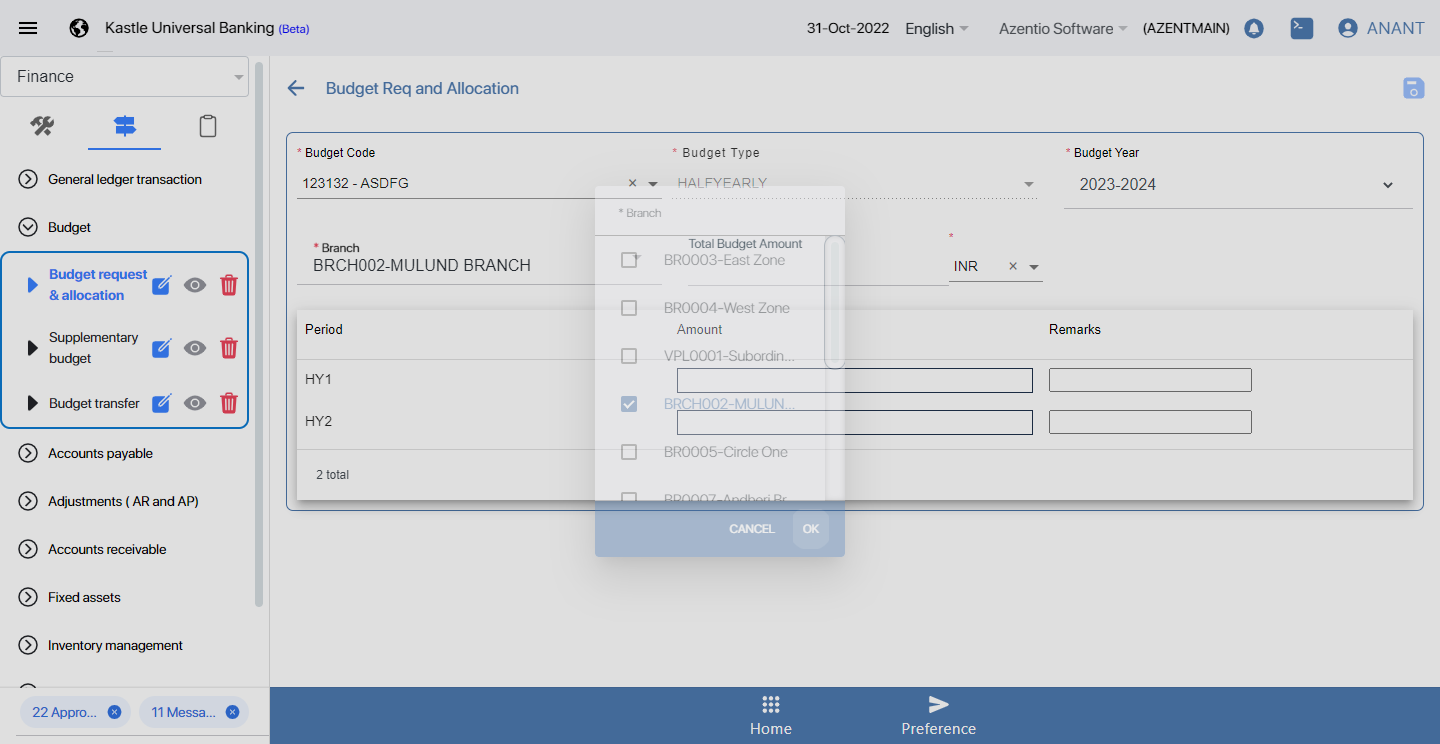 Kastle Universal Banking (Beta)
31-Oct-2022
English
Azentio Software
(AZENTMAIN)
ANANT
Finance
General ledger transaction
Budget
Budget request
& allocation
Supplementary
budget
Budget transfer
Accounts payable
Adjustments ( AR and AP)
Accounts receivable
Fixed assets
Inventory management
22 Appro...
11 Messa...
Budget Req and Allocation
* Budget Code
* Budget Type
* Budget Year
123132 - ASDFG
×
HALFYEARLY
2023-2024
* Branch
BRCH002-MULUND BRANCH
Total Budget Amount
*
INR
×
Period
Amount
Remarks
HY1
HY2
2 total
* Branch
BR0003-East Zone
BR0004-West Zone
VPL0001-Subordin...
BRCH002-MULUN...
BR0005-Circle One
BR0007-Andheri Br
CANCEL
OK
Home
Preference